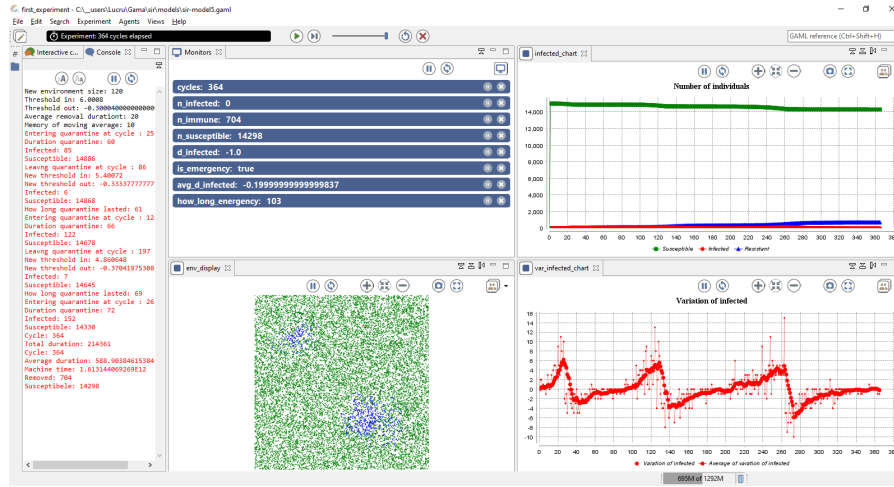 first_experiment - C:\__users\Lucru\Gama\sir\models\sir-model5.gaml
File Edit Search Experiment Agents Views Help
Experiment: 364 cycles elapsed
GAML reference (Ctrl+Shift+H)
Interactive c... Console
New environment size: 120
Threshold in: 6.0008
Threshold out: -0.300040000000000
Average removal durationt: 20
Memory of moving average: 10
Entering quarantine at cycle : 25
Duration quarantine: 60
Infected: 85
Susceptible: 14886
Leavng quarantine at cycle : 86
New threshold in: 5.40072
New threshold out: -0.33337777777
Infected: 6
Susceptible: 14868
How long quarantine lasted: 61
Entering quarantine at cycle : 12
Duration quarantine: 66
Infected: 122
Susceptible: 14678
Leavng quarantine at cycle : 197
New threshold in: 4.860648
New threshold out: -0.37041975308
Infected: 7
Susceptible: 14645
How long quarantine lasted: 69
Entering quarantine at cycle : 26
Duration quarantine: 72
Infected: 152
Susceptible: 14330
Cycle: 364
Total duration: 214361
Cycle: 364
Average duration: 588.90384615384
Machine time: 1.613144069269E12
Removed: 704
Susceptibele: 14298
Monitors
cycles: 364
n_infected: 0
n_immune: 704
n_susceptible: 14298
d_infected: -1.0
is_emergency: true
avg_d_infected: -0.19999999999999837
how_long_energency: 103
env_display
infected_chart
Number of individuals
14,000
12,000
10,000
8,000
6,000
4,000
2,000
0
0 20 40 60 80 100 120 140 160 180 200 220 240 260 280 300 320 340 360
Susceptible Infected Resistent
var_infected_chart
Variation of infected
16
14
12
10
8
6
4
2
0
-2
-4
-6
-8
-10
0 20 40 60 80 100 120 140 160 180 200 220 240 260 280 300 320 340 360
Varation of infected Average of varation of infected
695M of 1292M